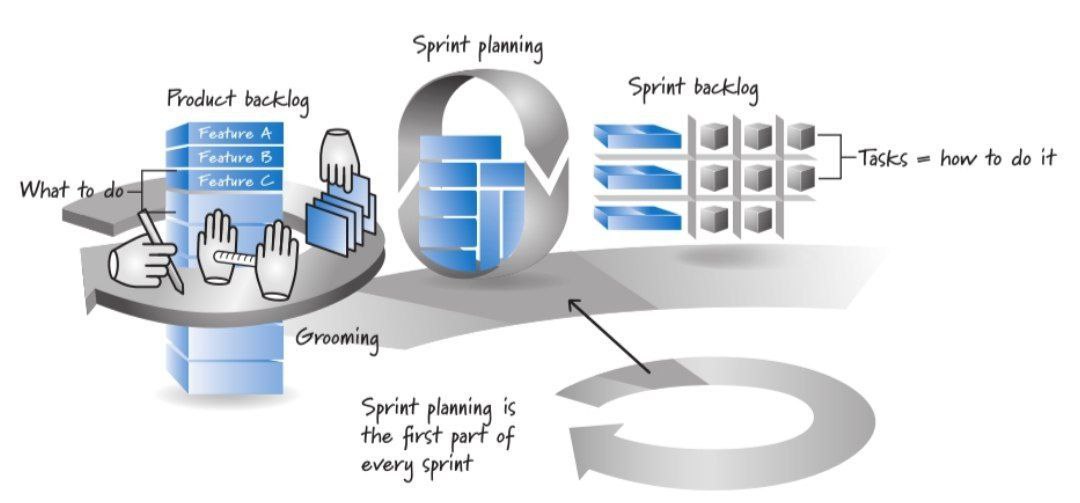 Sprint planning
Sprint backlog
Product backlog
Feature A
Feature B
Feature C
What to do
Tasks = how to do it
Grooming
Sprint planning is
the first part of
every sprint